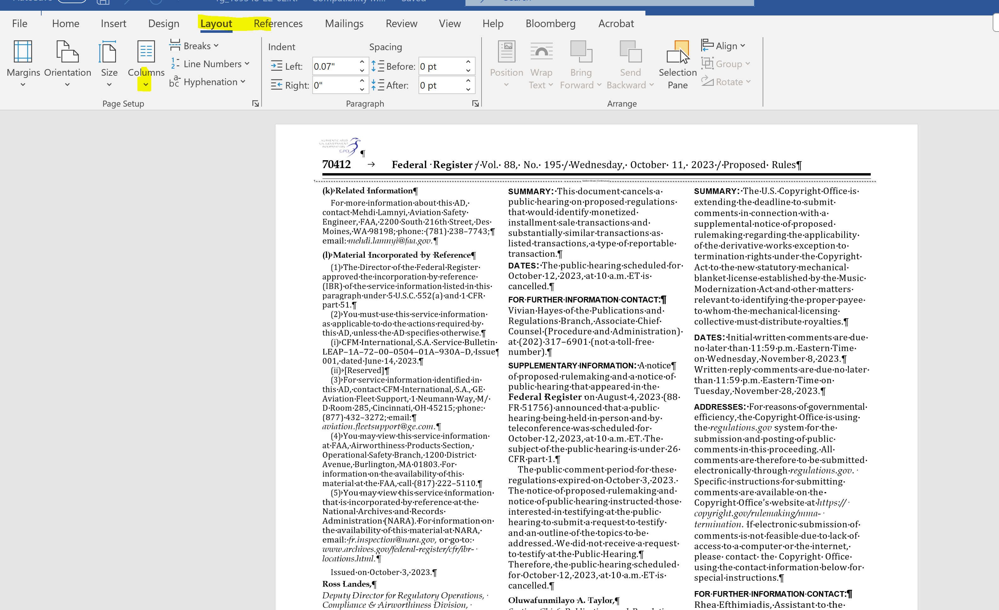 File Home Insert Design Layout References Mailings Review View Help Bloomberg Acrobat
Margins
Orientation
Size
Columns
Breaks
Line Numbers
Hyphenation
Page Setup
Indent
Left: 0.07"
Right: 0"
Spacing
Before: 0 pt
After: 0 pt
Paragraph
Position
Wrap
Text
Bring
Forward
Send
Backward
Selection
Pane
Align
Group
Rotate
Arrange
AUTHENTICATED
U.S. GOVERNMENT
INFORMATION
GPO
70412 Federal Register / Vol. 88, No. 195 / Wednesday, October 11, 2023 / Proposed Rules
Section Break (Continuous)
(k) Related Information
For more information about this AD,
contact Mehdi Lamnyi, Aviation Safety
Engineer, FAA, 2200 South 216th Street, Des
Moines, WA 98198; phone: (781) 238–7743;
email: mehdi.lamnyi@faa.gov.
(l) Material Incorporated by Reference
(1) The Director of the Federal Register
approved the incorporation by reference
(IBR) of the service information listed in this
paragraph under 5 U.S.C. 552(a) and 1 CFR
part 51.
(2) You must use this service information
as applicable to do the actions required by
this AD, unless the AD specifies otherwise.
(i) CFM International, S.A. Service Bulletin
LEAP–1A–72–00–0504–01A–930A–D, Issue
001, dated June 14, 2023.
(ii) [Reserved]
(3) For service information identified in
this AD, contact CFM International, S.A., GE
Aviation Fleet Support, 1 Neumann Way, M/
D Room 285, Cincinnati, OH 45215; phone:
(877) 432–3272; email:
aviation.fleetsupport@ge.com.
(4) You may view this service information
at FAA, Airworthiness Products Section,
Operational Safety Branch, 1200 District
Avenue, Burlington, MA 01803. For
information on the availability of this
material at the FAA, call (817) 222–5110.
(5) You may view this service information
that is incorporated by reference at the
National Archives and Records
Administration (NARA). For information on
the availability of this material at NARA,
email: fr.inspection@nara.gov, or go to:
www.archives.gov/federal-register/cfr/ibr-
locations.html.
Issued on October 3, 2023.
Ross Landes,
Deputy Director for Regulatory Operations,
Compliance & Airworthiness Division,
SUMMARY: This document cancels a
public hearing on proposed regulations
that would identify monetized
installment sale transactions and
substantially similar transactions as
listed transactions, a type of reportable
transaction.
DATES: The public hearing scheduled for
October 12, 2023, at 10 a.m. ET is
cancelled.
FOR FURTHER INFORMATION CONTACT:
Vivian Hayes of the Publications and
Regulations Branch, Associate Chief
Counsel (Procedure and Administration)
at (202) 317–6901 (not a toll-free
number).
SUPPLEMENTARY INFORMATION: A notice
of proposed rulemaking and a notice of
public hearing that appeared in the
Federal Register on August 4, 2023 (88
FR 51756) announced that a public
hearing being held in person and by
teleconference was scheduled for
October 12, 2023, at 10 a.m. ET. The
subject of the public hearing is under 26
CFR part 1.
The public comment period for these
regulations expired on October 3, 2023.
The notice of proposed rulemaking and
notice of public hearing instructed those
interested in testifying at the public
hearing to submit a request to testify
and an outline of the topics to be
addressed. We did not receive a request
to testify at the Public Hearing.
Therefore, the public hearing scheduled
for October 12, 2023, at 10 a.m. ET is
cancelled.
Oluwafunmilayo A. Taylor,
SUMMARY: The U.S. Copyright Office is
extending the deadline to submit
comments in connection with a
supplemental notice of proposed
rulemaking regarding the applicability
of the derivative works exception to
termination rights under the Copyright
Act to the new statutory mechanical
blanket license established by the Music
Modernization Act and other matters
relevant to identifying the proper payee
to whom the mechanical licensing
collective must distribute royalties.
DATES: Initial written comments are due
no later than 11:59 p.m. Eastern Time
on Wednesday, November 8, 2023.
Written reply comments are due no later
than 11:59 p.m. Eastern Time on
Tuesday, November 28, 2023.
ADDRESSES: For reasons of governmental
efficiency, the Copyright Office is using
the regulations.gov system for the
submission and posting of public
comments in this proceeding. All
comments are therefore to be submitted
electronically through regulations.gov.
Specific instructions for submitting
comments are available on the
Copyright Office’s website at https://
copyright.gov/rulemaking/mma-
termination. If electronic submission of
comments is not feasible due to lack of
access to a computer or the internet,
please contact the Copyright Office
using the contact information below for
special instructions.
FOR FURTHER INFORMATION CONTACT:
Rhea Efthimiadis, Assistant to the